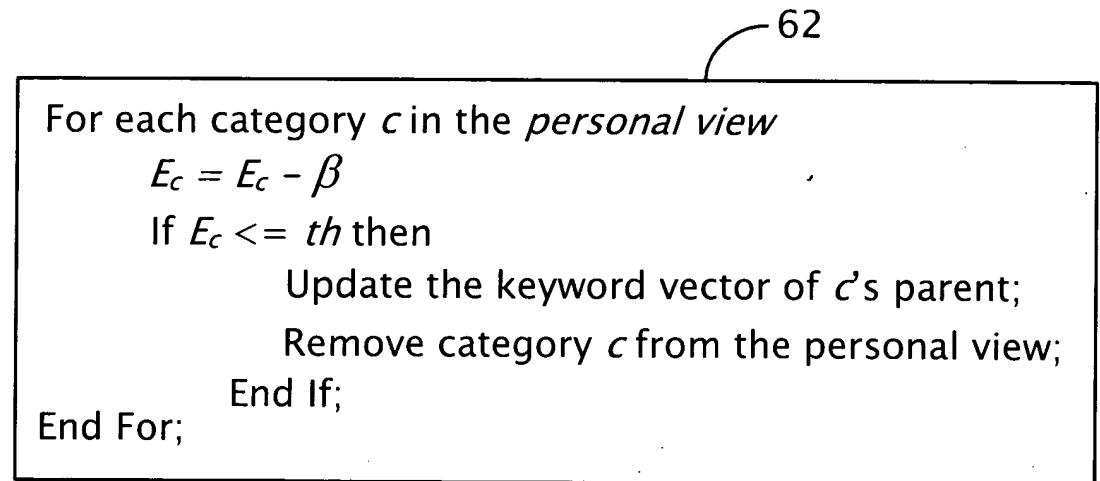 62
For each category c in the personal view
E_c = E_c - β
If E_c <= th then
Update the keyword vector of c's parent;
Remove category c from the personal view;
End If;
End For;